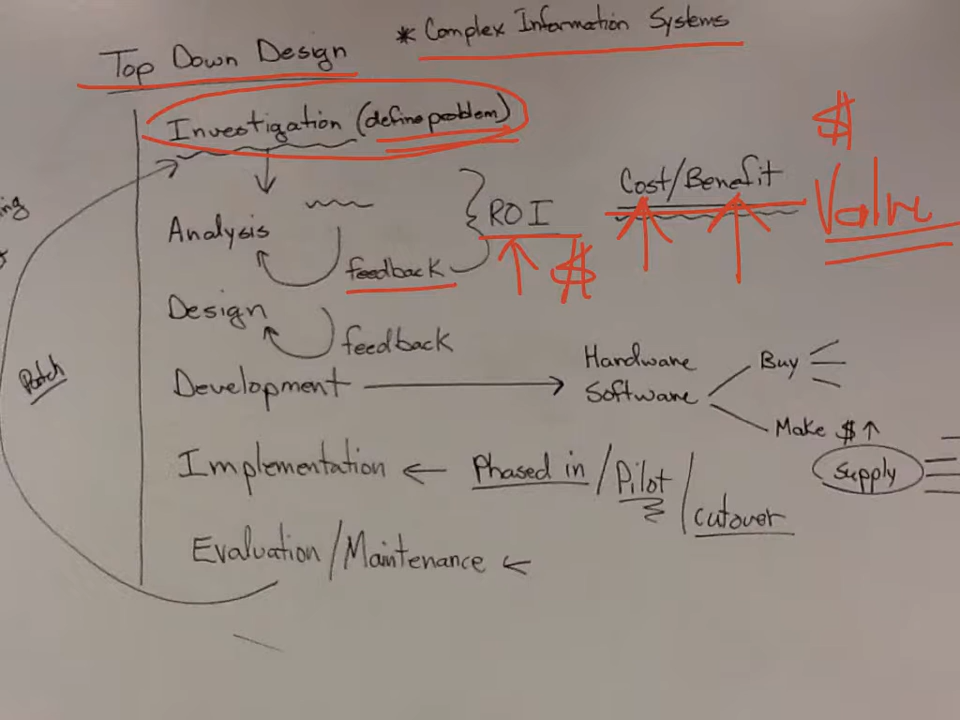 Top Down Design * Complex Information Systems
Investigation (define problem)
$
Cost/Benefit
Value
ROI
$
Analysis
feedback
Design
feedback
Patch
Development
Hardware
Software
Buy
Make $ ↑
Supply
Implementation ← Phased in / Pilot / cutover
Evaluation / Maintenance ←